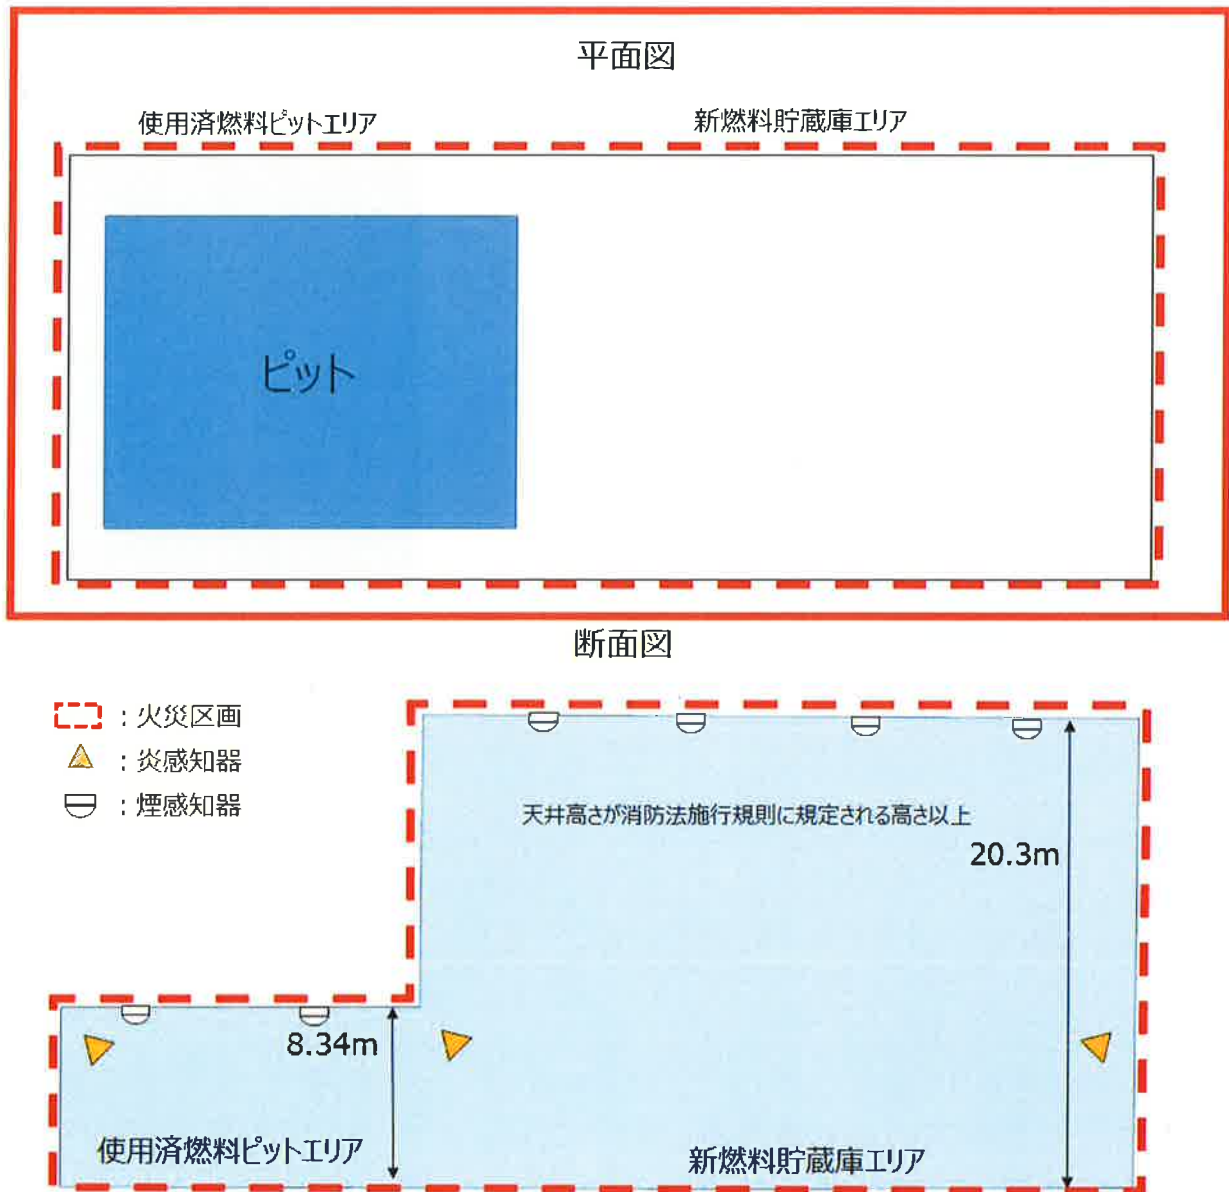 平面図
使用済燃料ピットエリア
新燃料貯蔵庫エリア
ピット
断面図
：火災区画
：炎感知器
：煙感知器
天井高さが消防法施行規則に規定される高さ以上
20.3m
8.34m
使用済燃料ピットエリア
新燃料貯蔵庫エリア